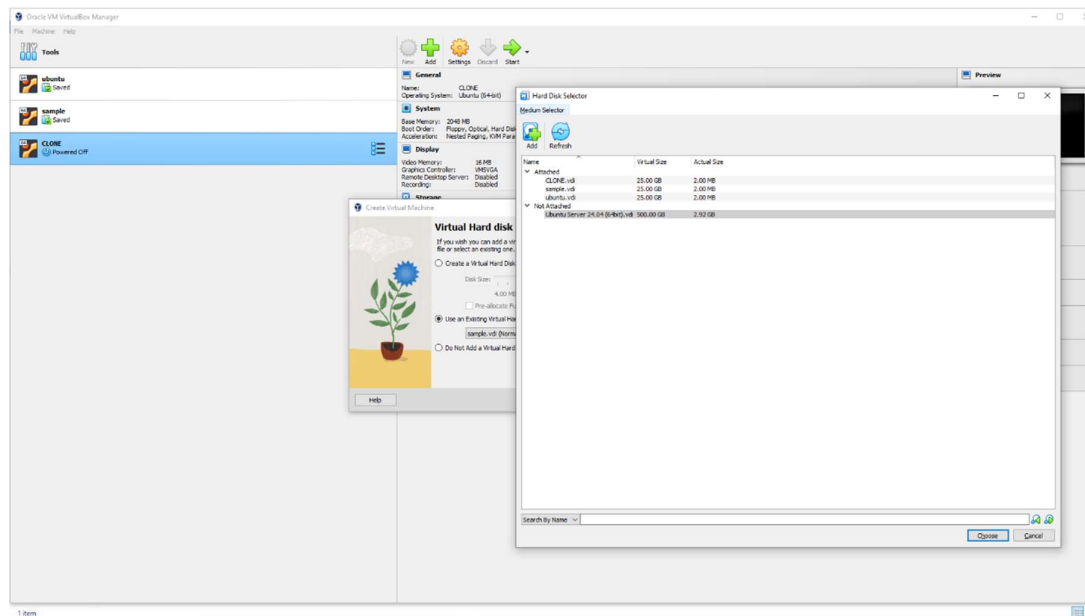 Oracle VM VirtualBox Manager
File Machine Help
Tools
ubuntu
Saved
sample
Saved
CLONE
Powered Off
New Add Settings Discard Start
General
Name: CLONE
Operating System: Ubuntu (64-bit)
System
Base Memory: 2048 MB
Boot Order: Floppy, Optical, Hard Disk
Acceleration: Nested Paging, KVM Para
Display
Video Memory: 16 MB
Graphics Controller: VMSVGA
Remote Desktop Server: Disabled
Recording: Disabled
Storage
Preview
Create Virtual Machine
Virtual Hard disk
If you wish you can add a vir
file or select an existing one.
Create a Virtual Hard Disk
Disk Size:
4.00 MB
Pre-allocate Fu
Use an Existing Virtual Har
sample.vdi (Norma
Do Not Add a Virtual Hard
Help
Hard Disk Selector
Medium Selector
Add Refresh
Name Virtual Size Actual Size
Attached
CLONE.vdi 25.00 GB 2.00 MB
sample.vdi 25.00 GB 2.00 MB
ubuntu.vdi 25.00 GB 2.00 MB
Not Attached
Ubuntu Server 24.04 (64bit).vdi 500.00 GB 2.92 GB
Search By Name
Choose Cancel
1 item